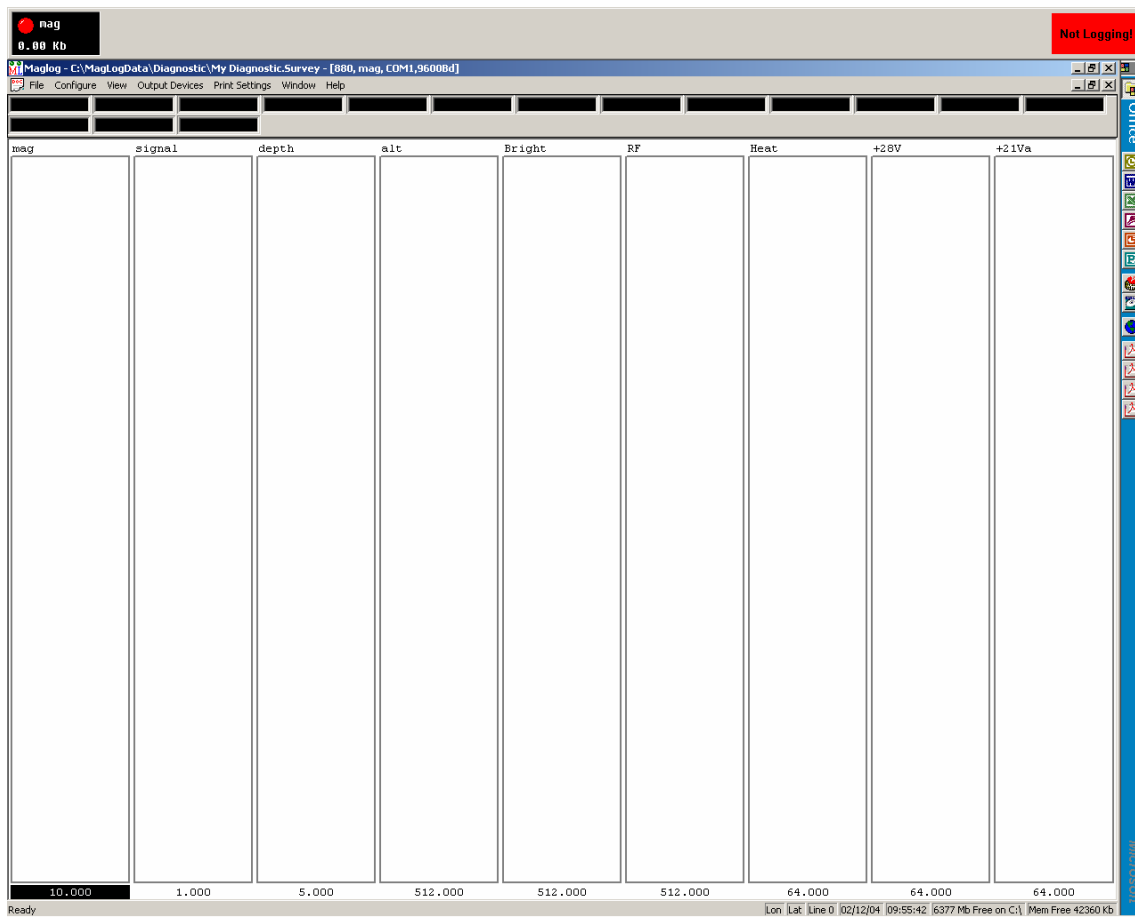 mag
0.00 Kb
Not Logging!
Maglog - C:\MagLogData\Diagnostic\My Diagnostic.Survey - [880, mag, COM1,9600Bd]
File Configure View Output Devices Print Settings Window Help
mag signal depth alt Bright RF Heat +28V +21Va
10.000 1.000 5.000 512.000 512.000 512.000 64.000 64.000 64.000
Ready Lon Lat Line 0 02/12/04 09:55:42 6377 Mb Free on C:\ Mem Free 42360 Kb
Office
Microsoft